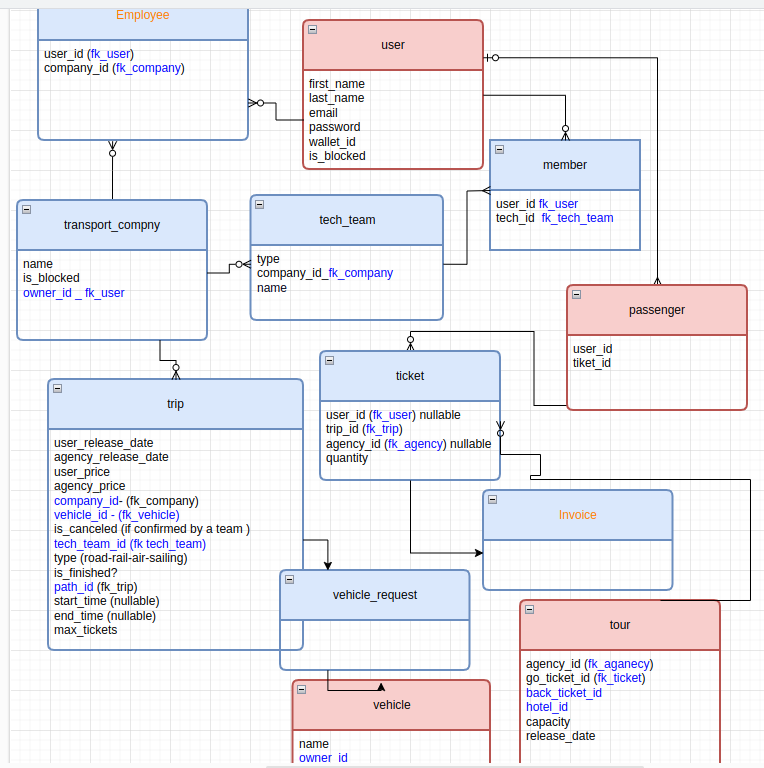 Employee
user_id (fk_user)
company_id (fk_company)
user
first_name
last_name
email
password
wallet_id
is_blocked
member
user_id fk_user
tech_id fk_tech_team
transport_compny
name
is_blocked
owner_id _ fk_user
tech_team
type
company_id_fk_company
name
passenger
user_id
tiket_id
ticket
user_id (fk_user) nullable
trip_id (fk_trip)
agency_id (fk_agency) nullable
quantity
trip
user_release_date
agency_release_date
user_price
agency_price
company_id- (fk_company)
vehicle_id - (fk_vehicle)
is_canceled (if confirmed by a team )
tech_team_id (fk tech_team)
type (road-rail-air-sailing)
is_finished?
path_id (fk_trip)
start_time (nullable)
end_time (nullable)
max_tickets
Invoice
vehicle_request
tour
agency_id (fk_aganecy)
go_ticket_id (fk_ticket)
back_ticket_id
hotel_id
capacity
release_date
vehicle
name
owner_id